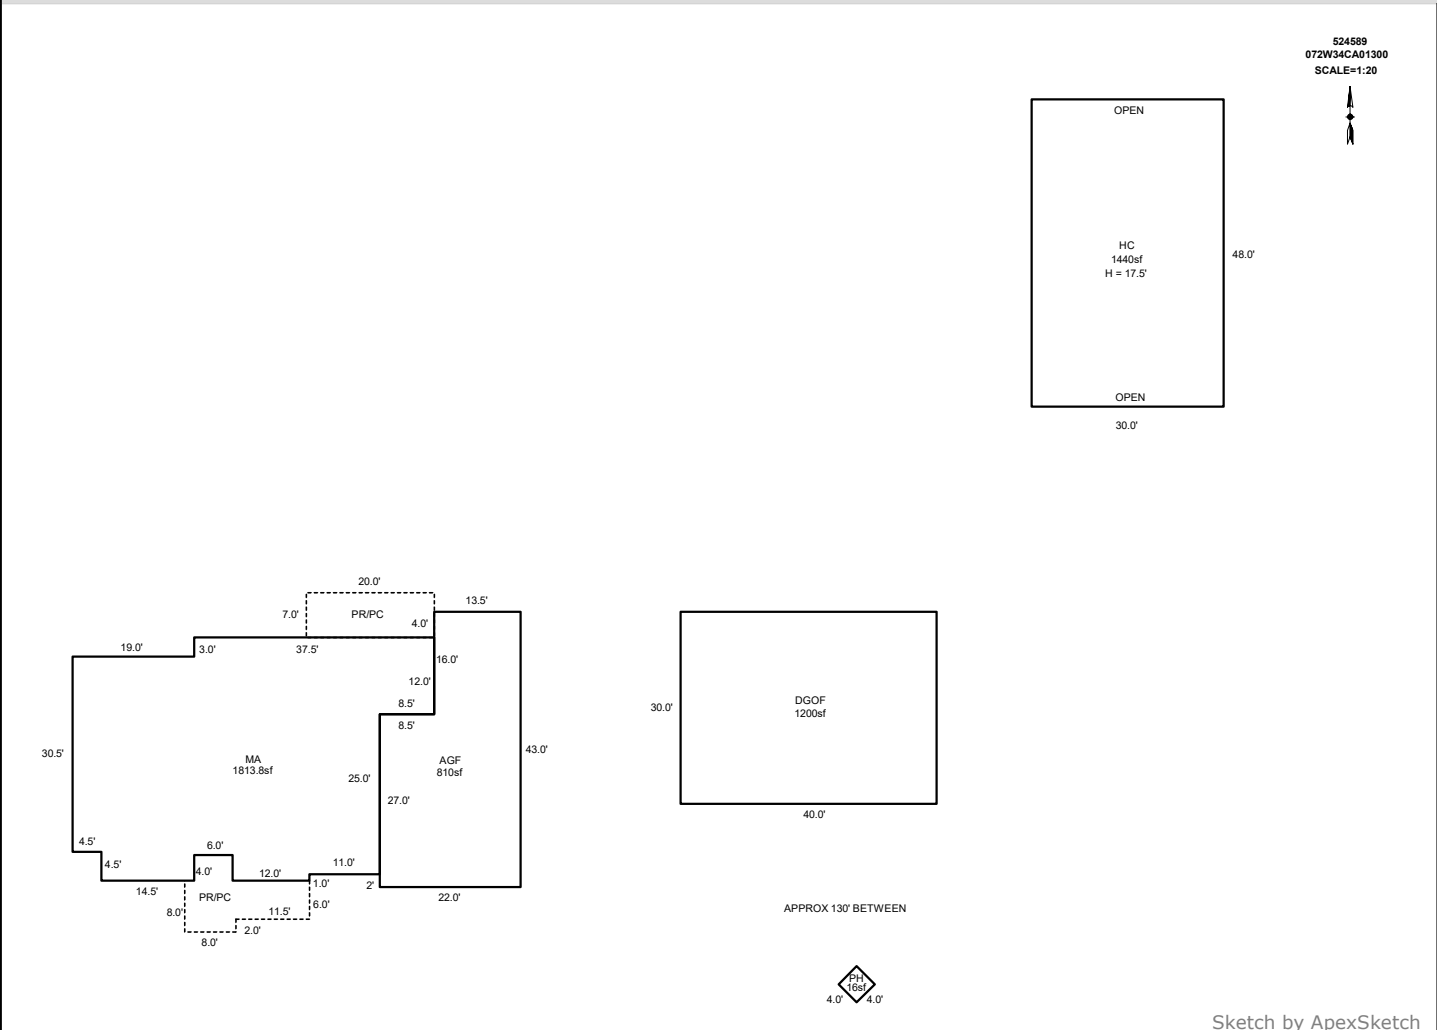 524589
072W34CA01300
SCALE=1:20
OPEN
HC
1440sf
H = 17.5'
48.0'
OPEN
30.0'
20.0'
7.0'
PR/PC
4.0'
13.5'
19.0'
3.0'
37.5'
16.0'
12.0'
8.5'
8.5'
30.5'
MA
1813.8sf
25.0'
27.0'
AGF
810sf
43.0'
30.0'
DGOF
1200sf
40.0'
4.5'
4.5'
14.5'
6.0'
4.0'
12.0'
11.0'
1.0'
2'
22.0'
PR/PC
8.0'
11.5'
6.0'
2.0'
8.0'
APPROX 130' BETWEEN
PH
16sf
4.0' 4.0'
Sketch by ApexSketch